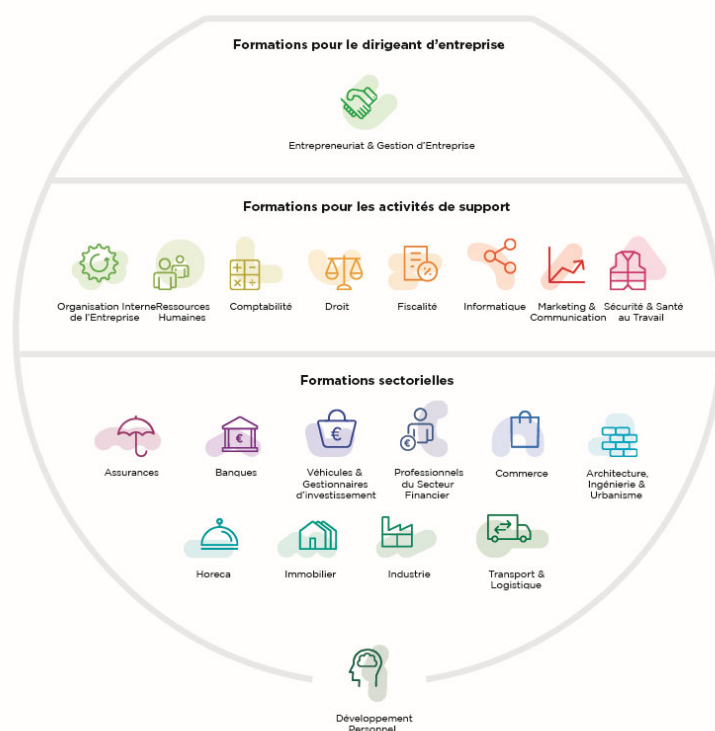 Formations pour le dirigeant d'entreprise
Entrepreneuriat & Gestion d'Entreprise
Formations pour les activités de support
Organisation Interne
de l'Entreprise
Ressources
Humaines
Comptabilité
Droit
Fiscalité
Informatique
Marketing &
Communication
Sécurité & Santé
au Travail
Formations sectorielles
Assurances
Banques
Véhicules &
Gestionnaires
d'investissement
Professionnels
du Secteur
Financier
Commerce
Architecture,
Ingénierie &
Urbanisme
Horeca
Immobilier
Industrie
Transport &
Logistique
Développement
Personnel